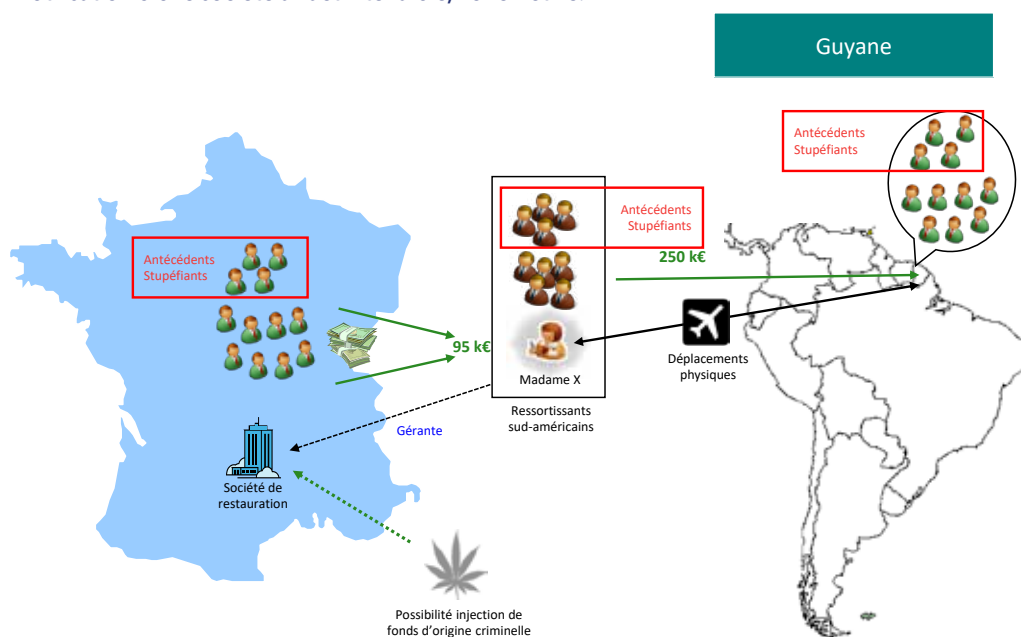 Guyane
Antécédents
Stupéfiants
Antécédents
Stupéfiants
Antécédents
Stupéfiants
250 k€
95 k€
Déplacements
physiques
Madame X
Ressortissants
sud-américains
Gérante
Société de
restauration
Possibilité injection de
fonds d'origine criminelle